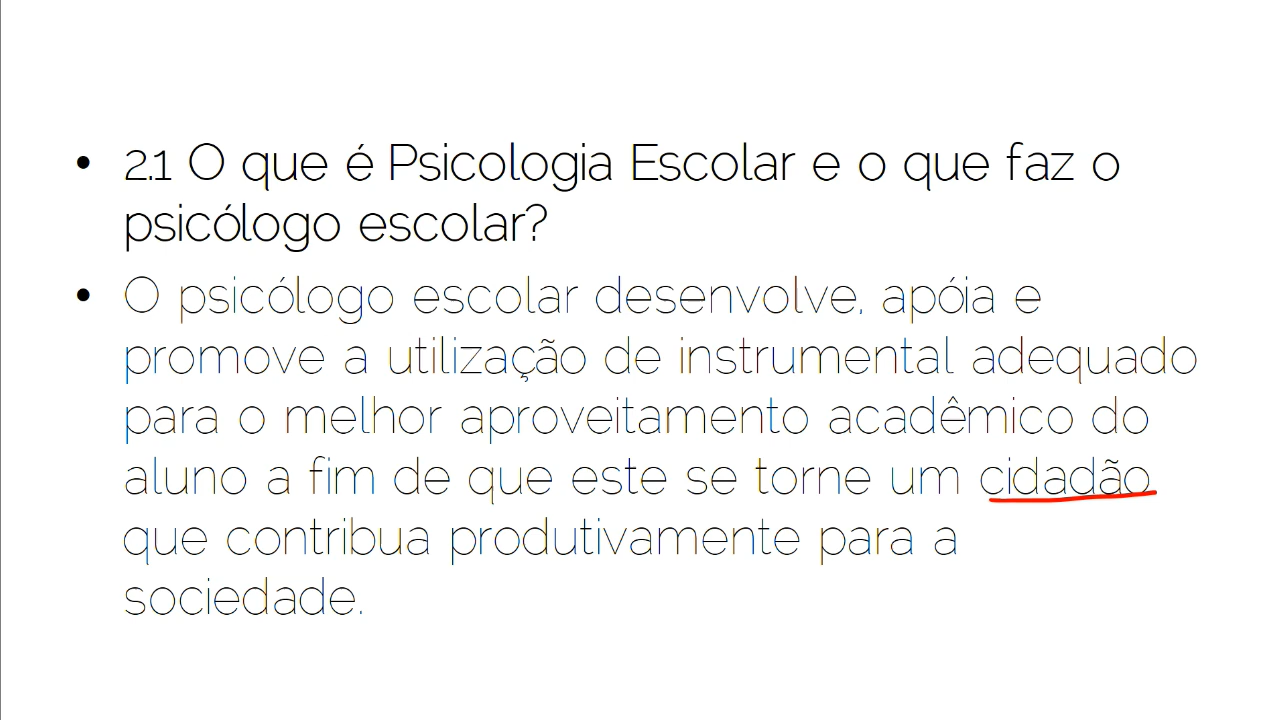 • 2.1 O que é Psicologia Escolar e o que faz o
psicólogo escolar?
• O psicólogo escolar desenvolve, apóia e
promove a utilização de instrumental adequado
para o melhor aproveitamento acadêmico do
aluno a fim de que este se torne um cidadão
que contribua produtivamente para a
sociedade.